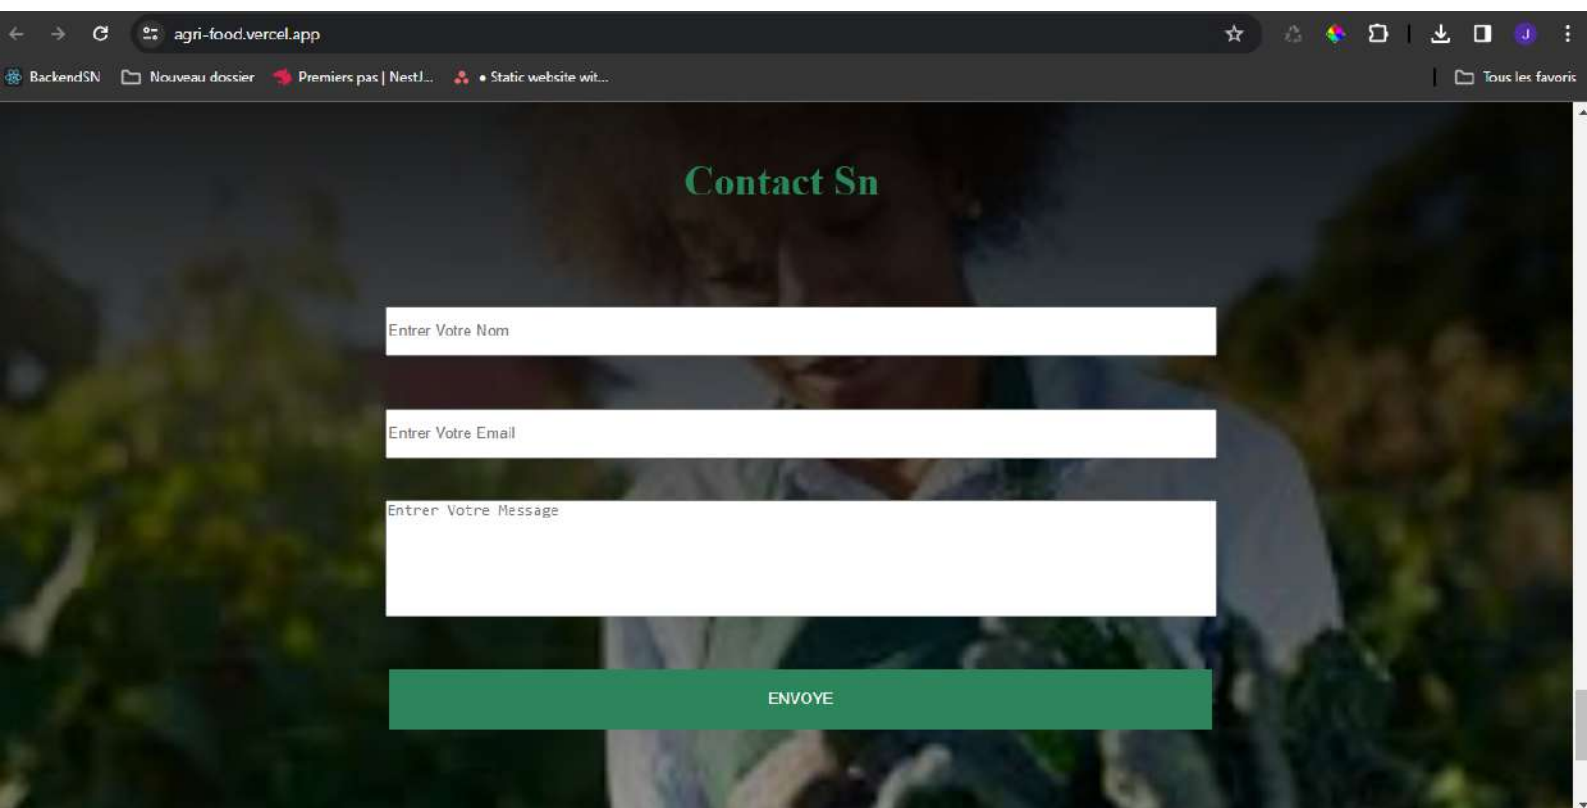 agri-food.vercel.app
J
BackendSN Nouveau dossier Premiers pas | NestJ... • Static website wit... Tous les favoris
Contact Sn
Entrer Votre Nom
Entrer Votre Email
Entrer Votre Message
ENVOYE